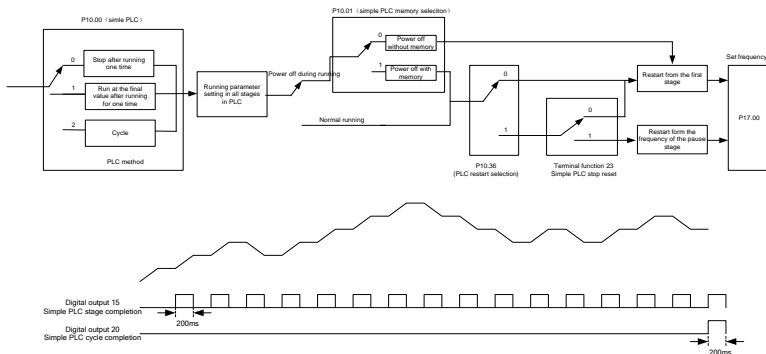 P10.00（simle PLC）
0
Stop after running
one time
1
Run at the final
value after running
for one time
2
Cycle
PLC method
Running parameter
setting in all stages
in PLC
Power off during running
Normal running
P10.01（simple PLC memory seleciton）
0
Power off
without memory
1
Power off with
memory
0
1
P10.36
(PLC restart selection)
0
1
Terminal function 23
Simple PLC stop reset
Restart from the first
stage
Restart form the
frequency of the pause
stage
Set frequency
P17.00
Digital output 15
Simple PLC stage completion
200ms
Digital output 20
Simple PLC cycle completion
200ms